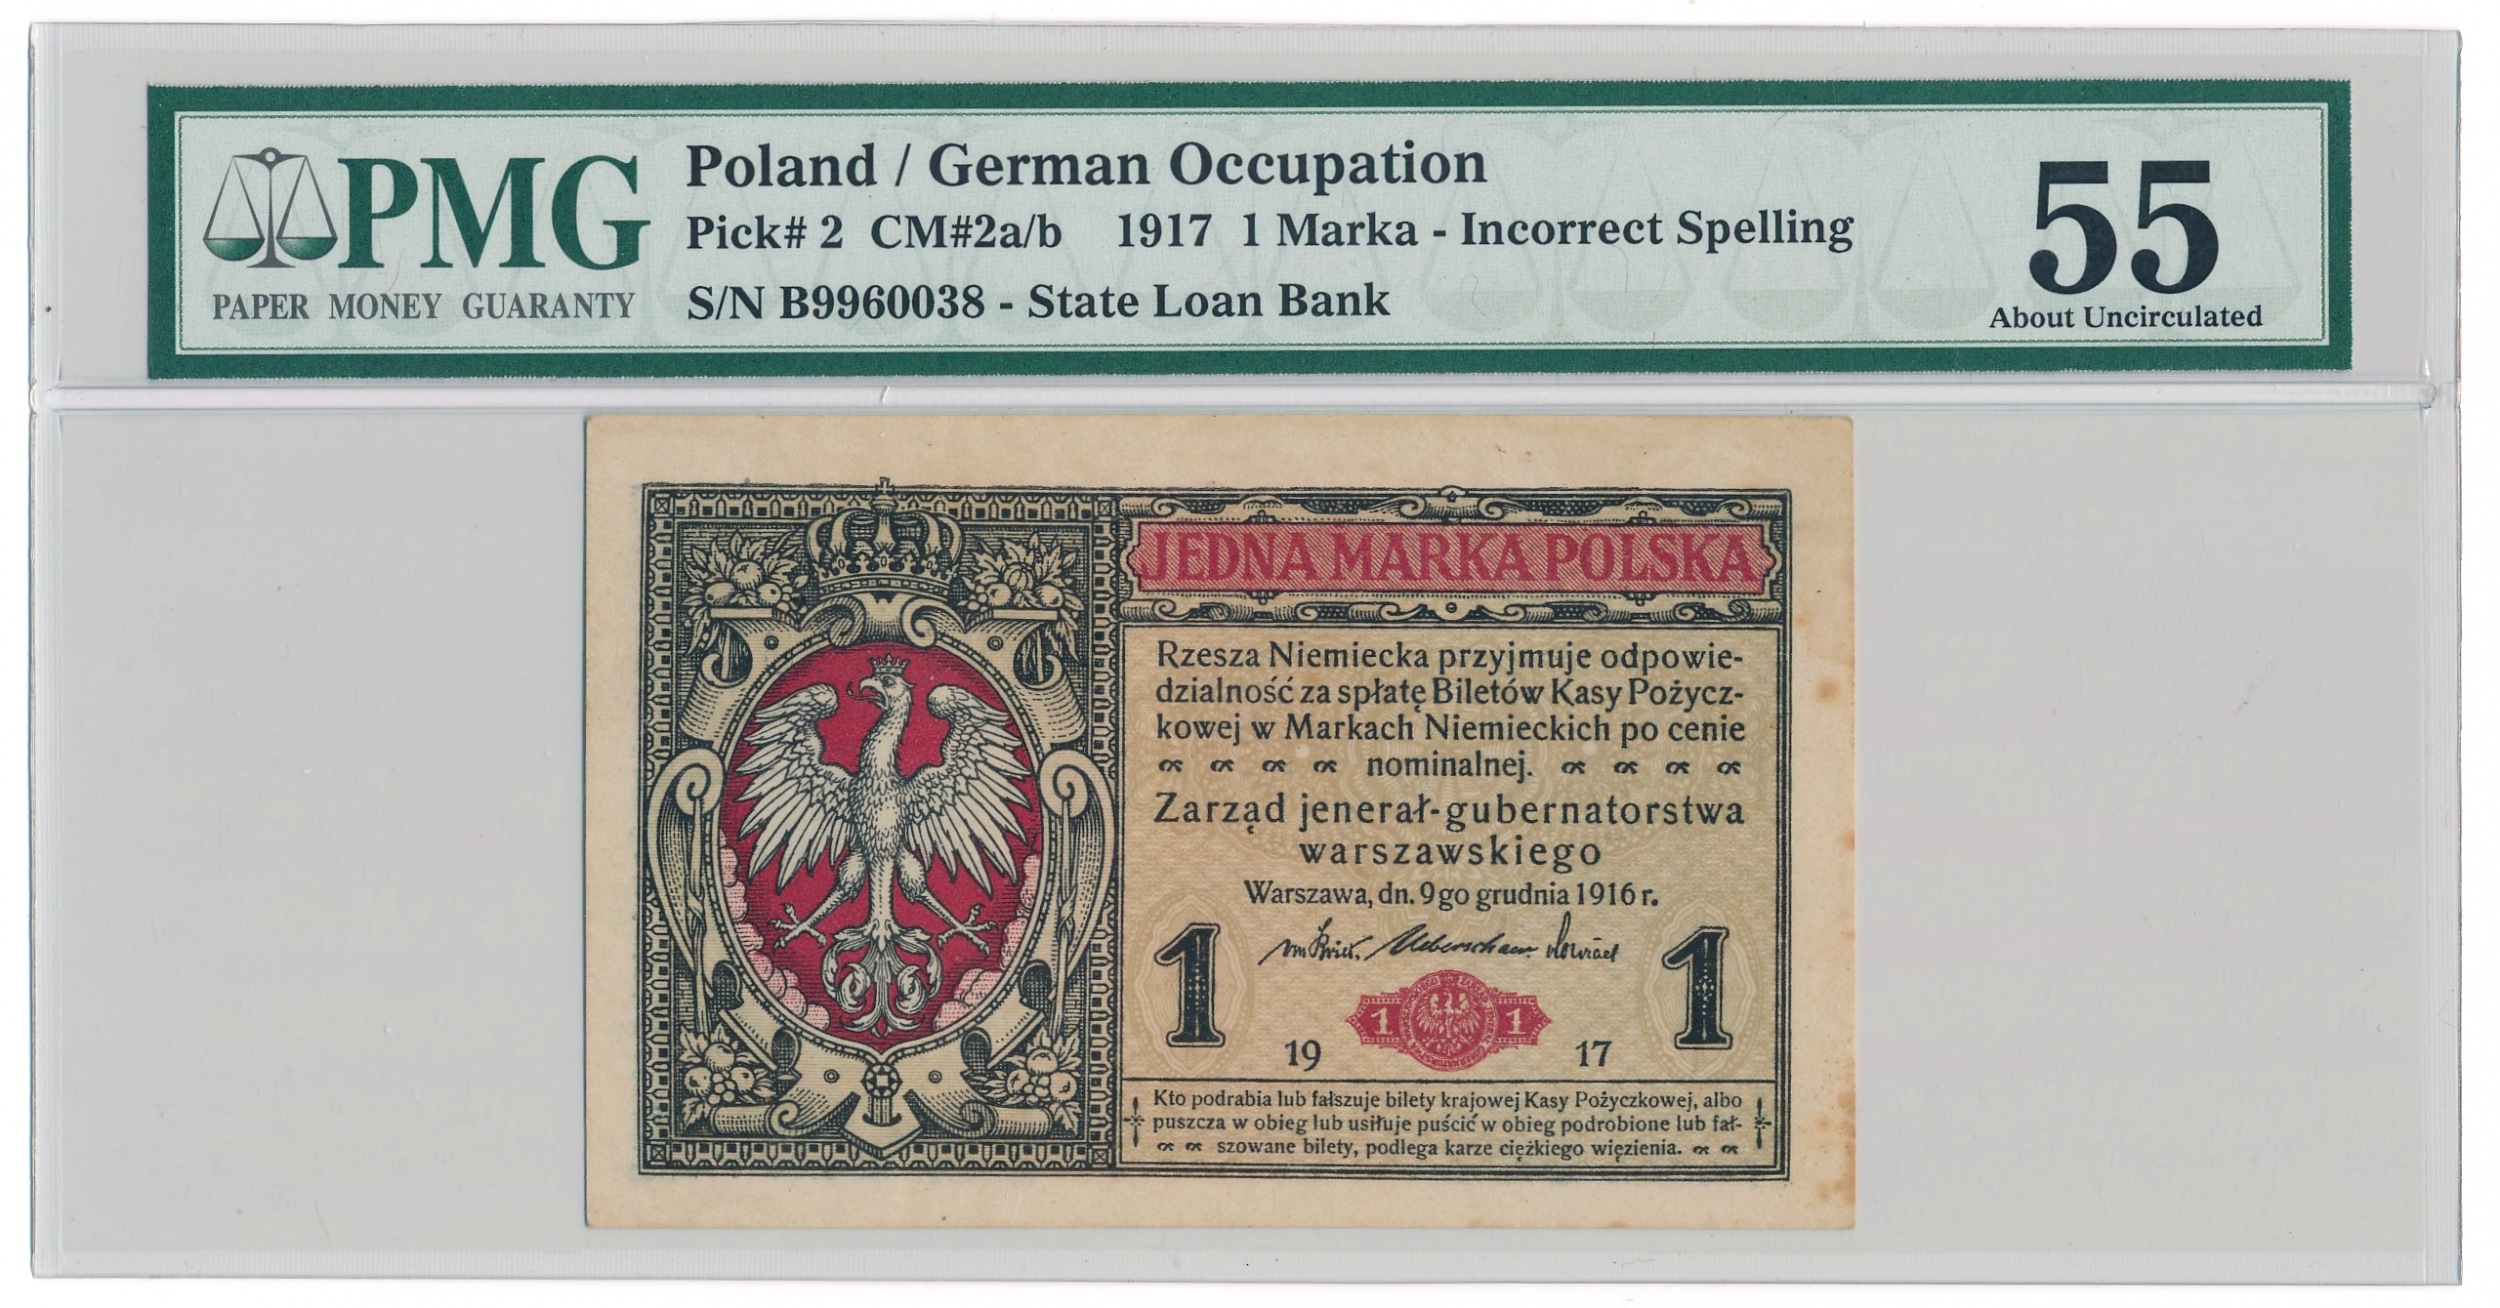 PMG
PAPER MONEY GUARANTY
Poland / German Occupation
Pick# 2 CM#2a/b 1917 1 Marka - Incorrect Spelling
S/N B9960038 - State Loan Bank
55
About Uncirculated
JEDNA MARKA POLSKA
Rzesza Niemiecka przyjmuje odpowie-
dzialność za spłatę Biletów Kasy Pożycz-
kowej w Markach Niemieckich po cenie
nominalnej.
Zarząd jenerał-gubernatorstwa
warszawskiego
Warszawa, dn. 9go grudnia 1916 r.
1 1
1 1
19 17
Kto podrabia lub fałszuje bilety krajowej Kasy Pożyczkowej, albo
puszcza w obieg lub usiłuje puścić w obieg podrobione lub fał-
szowane bilety, podlega karze ciężkiego więzienia.